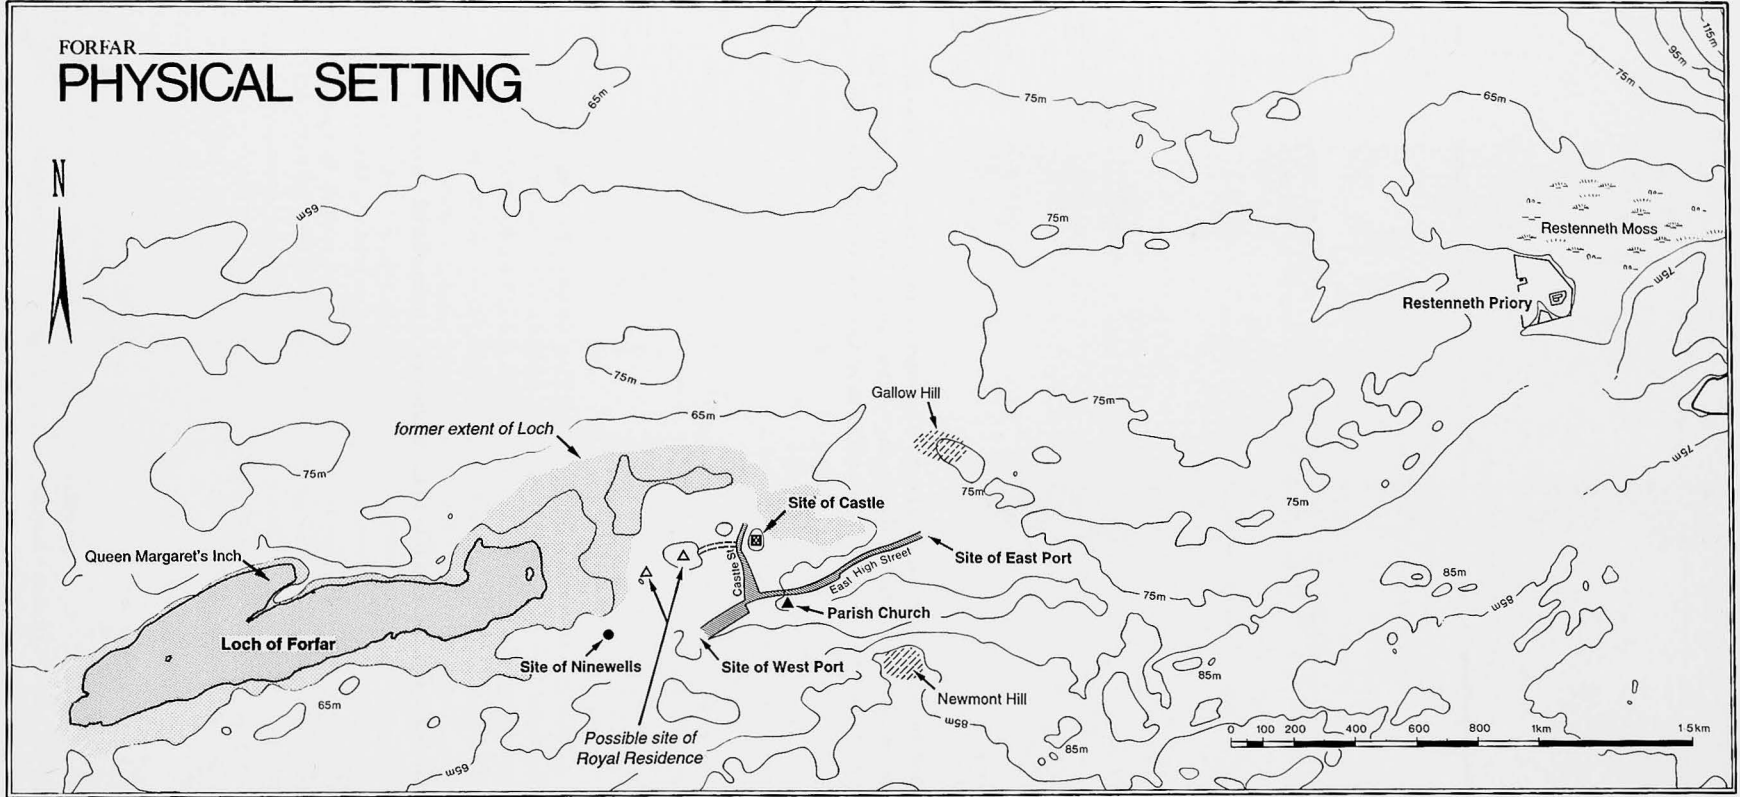 FORFAR
PHYSICAL SETTING
N
65m
75m
65m
75m
95m
115m
65m
75m
Restenneth Moss
75m
Restenneth Priory
75m
Gallow Hill
65m
75m
former extent of Loch
75m
75m
75m
75m
Site of Castle
Queen Margaret's Inch
Castle St
East High Street
Site of East Port
85m
75m
85m
Parish Church
Loch of Forfar
Site of Ninewells
Site of West Port
85m
Newmont Hill
65m
85m
Possible site of
Royal Residence
85m
65m
0 100 200 400 600 800 1km 1·5km